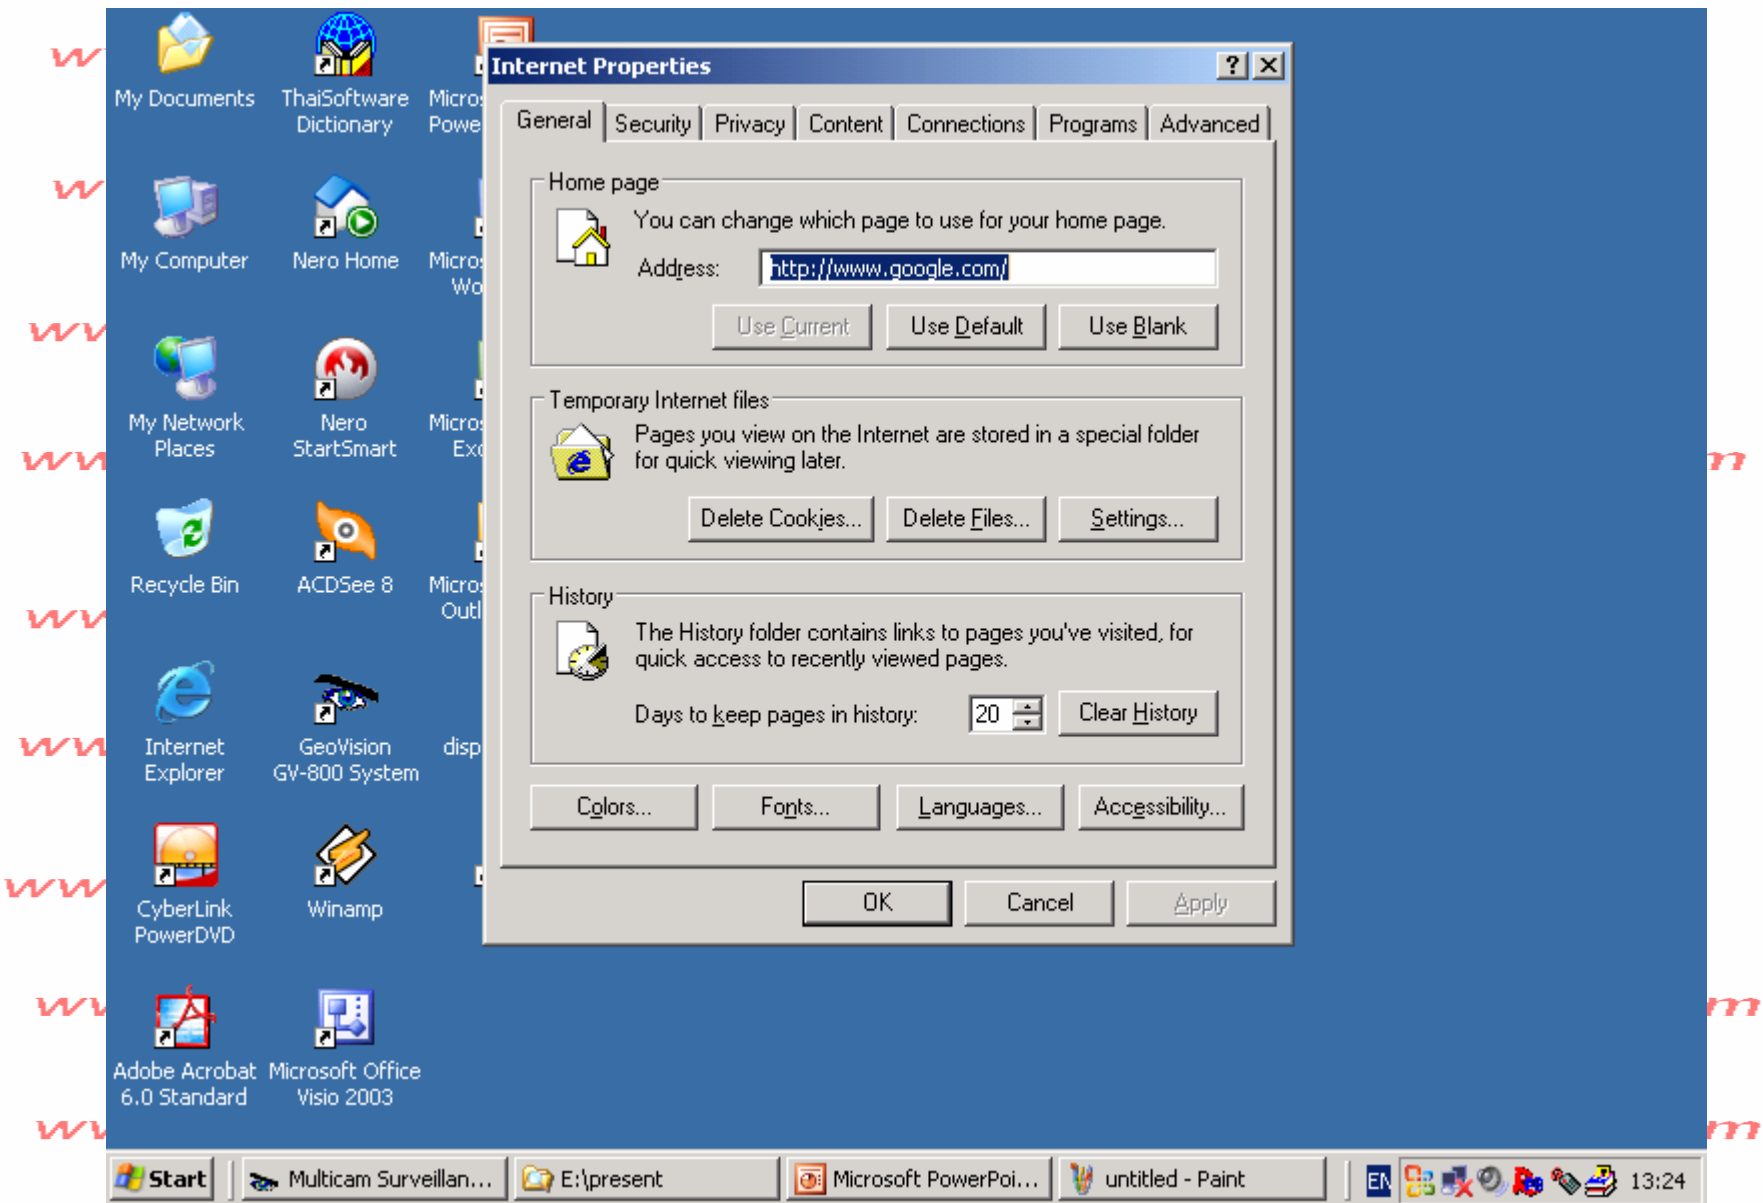 My Documents
ThaiSoftware
Dictionary
My Computer
Nero Home
My Network
Places
Nero
StartSmart
Recycle Bin
ACDSee 8
Internet
Explorer
GeoVision
GV-800 System
CyberLink
PowerDVD
Winamp
Adobe Acrobat
6.0 Standard
Microsoft Office
Visio 2003
Internet Properties
General Security Privacy Content Connections Programs Advanced
Home page
You can change which page to use for your home page.
Address: http://www.google.com/
Use Current Use Default Use Blank
Temporary Internet files
Pages you view on the Internet are stored in a special folder
for quick viewing later.
Delete Cookies... Delete Files... Settings...
History
The History folder contains links to pages you've visited, for
quick access to recently viewed pages.
Days to keep pages in history: 20 Clear History
Colors... Fonts... Languages... Accessibility...
OK Cancel Apply
Start Multicam Surveillan... E:\present Microsoft PowerPoi... untitled - Paint EN 13:24